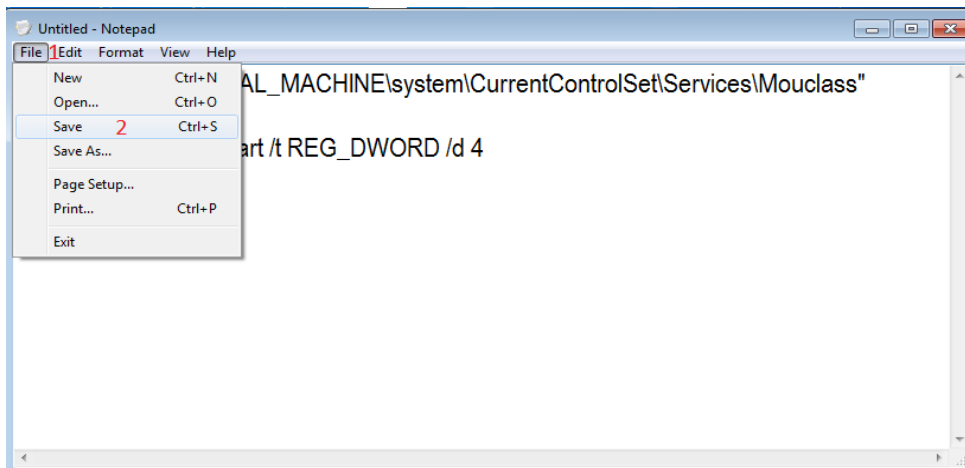 Untitled - Notepad
File 1 Edit Format View Help
New Ctrl+N
AL_MACHINE\system\CurrentControlSet\Services\Mouclass"
Open... Ctrl+O
Save 2 Ctrl+S
Save As...
art /t REG_DWORD /d 4
Page Setup...
Print... Ctrl+P
Exit